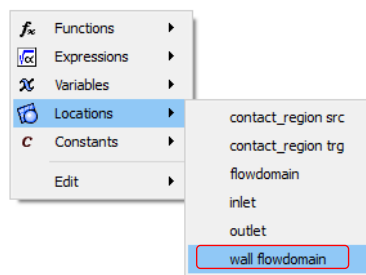 Functions
Expressions
Variables
Locations
Constants
Edit
contact_region src
contact_region trg
flowdomain
inlet
outlet
wall flowdomain